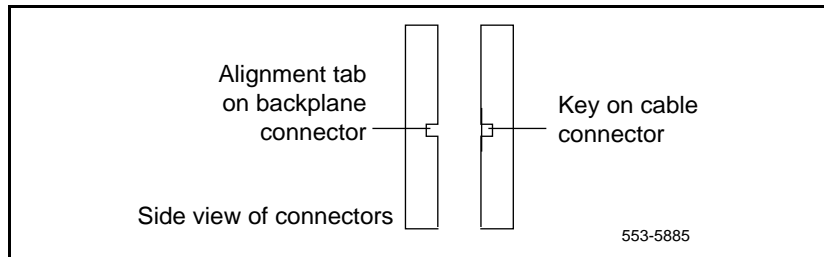 Alignment tab
on backplane
connector
Key on cable
connector
Side view of connectors
553-5885